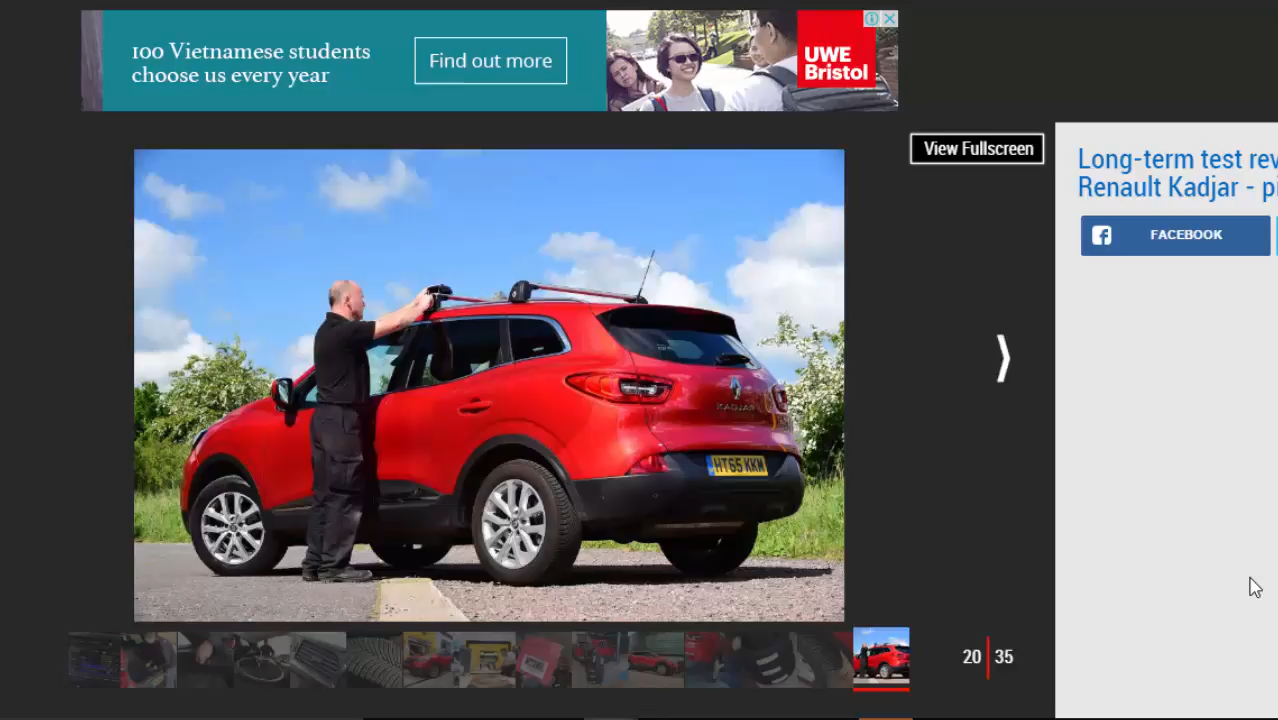 100 Vietnamese students
choose us every year
Find out more
UWE
Bristol
View Fullscreen
Long-term test rev
Renault Kadjar - pi
FACEBOOK
KADJAR
HT65 KKM
20
35